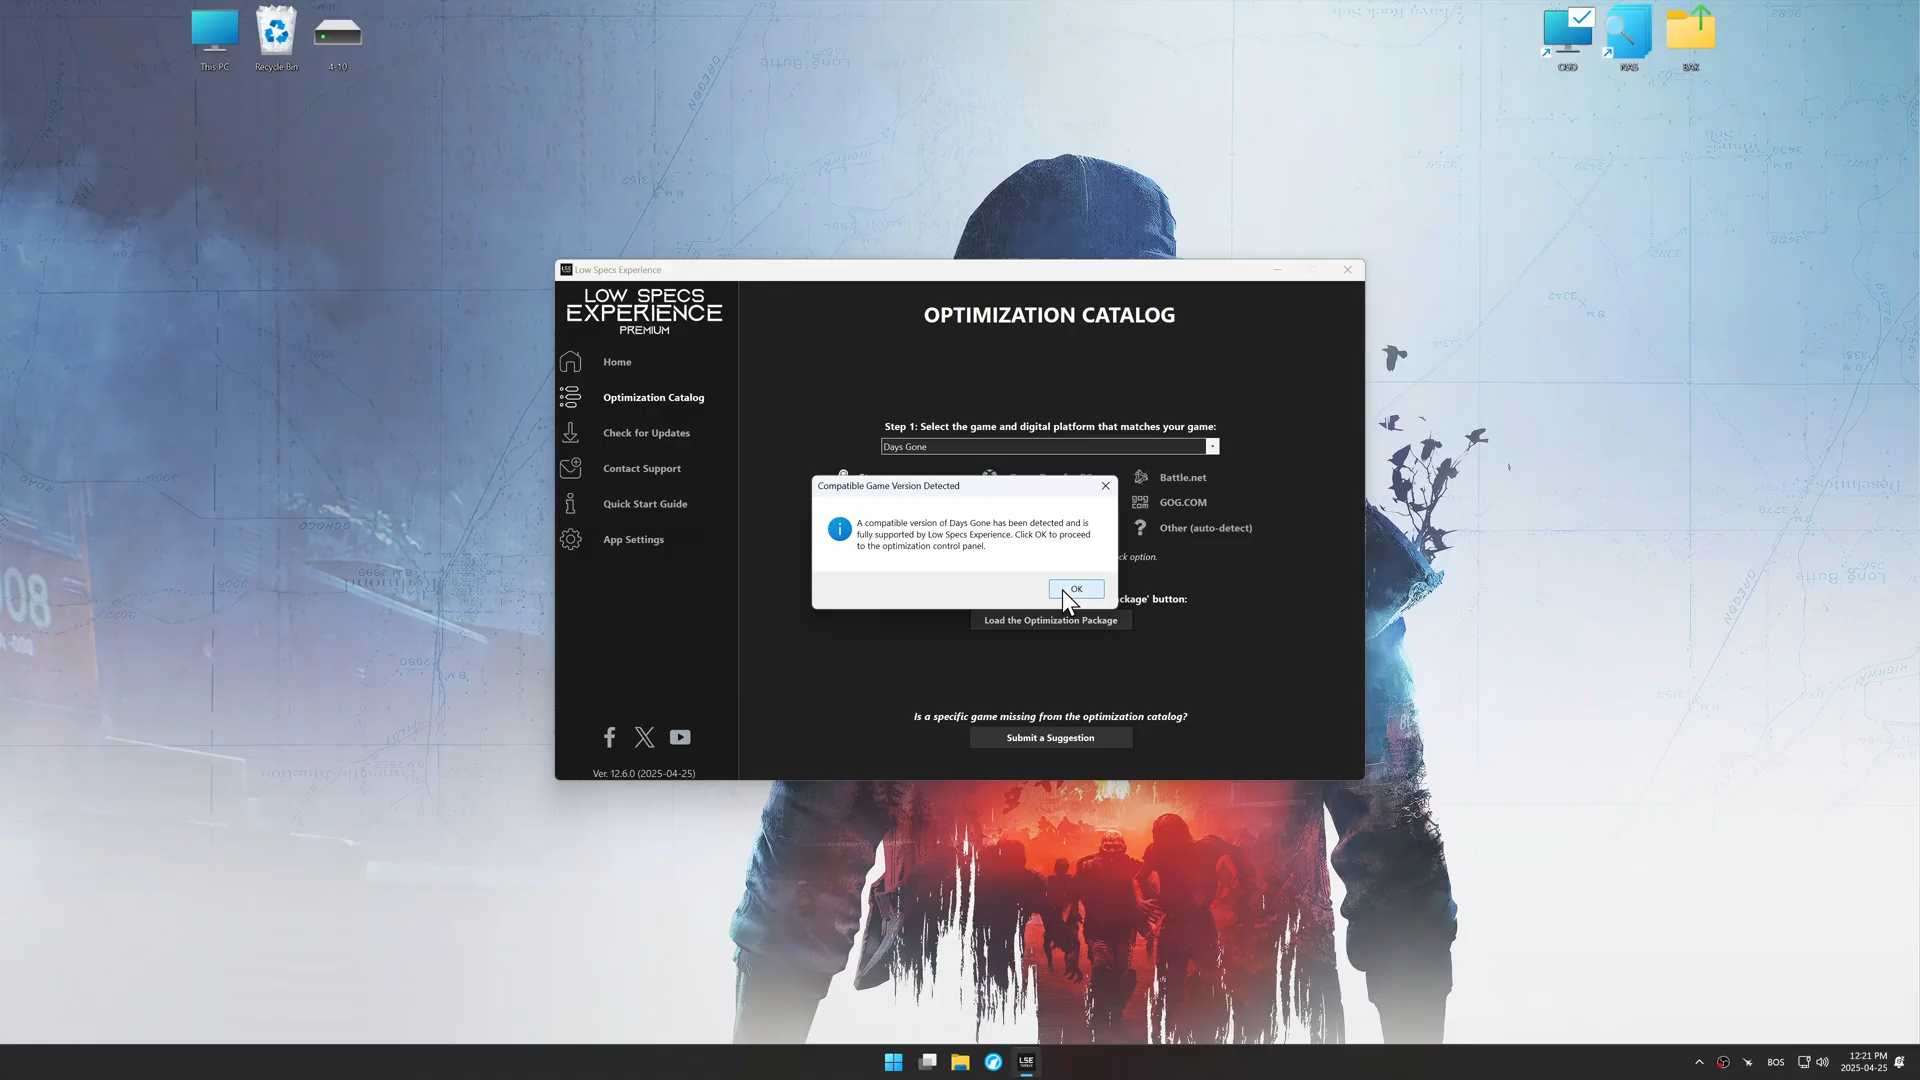 This PC
Recycle Bin
4-10
OSD
NAS
BAK
Low Specs Experience
LOW SPECS
EXPERIENCE
PREMIUM
Home
Optimization Catalog
Check for Updates
Contact Support
Quick Start Guide
App Settings
Ver. 12.6.0 (2025-04-25)
OPTIMIZATION CATALOG
Step 1: Select the game and digital platform that matches your game:
Days Gone
Battle.net
GOG.COM
Other (auto-detect)
ck option.
Compatible Game Version Detected
A compatible version of Days Gone has been detected and is
fully supported by Low Specs Experience. Click OK to proceed
to the optimization control panel.
OK
ckage' button:
Load the Optimization Package
Is a specific game missing from the optimization catalog?
Submit a Suggestion
LSE
BOS
12:21 PM
2025-04-25